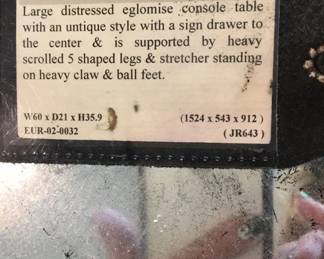 Large distressed eglomise console table
with an untique style with a sign drawer to
the center & is supported by heavy
scrolled 5 shaped legs & stretcher standing
on heavy claw & ball feet.
W60 x D21 x H35.9 (1524 x 543 x 912 )
EUR-02-0032 ( JR643 )